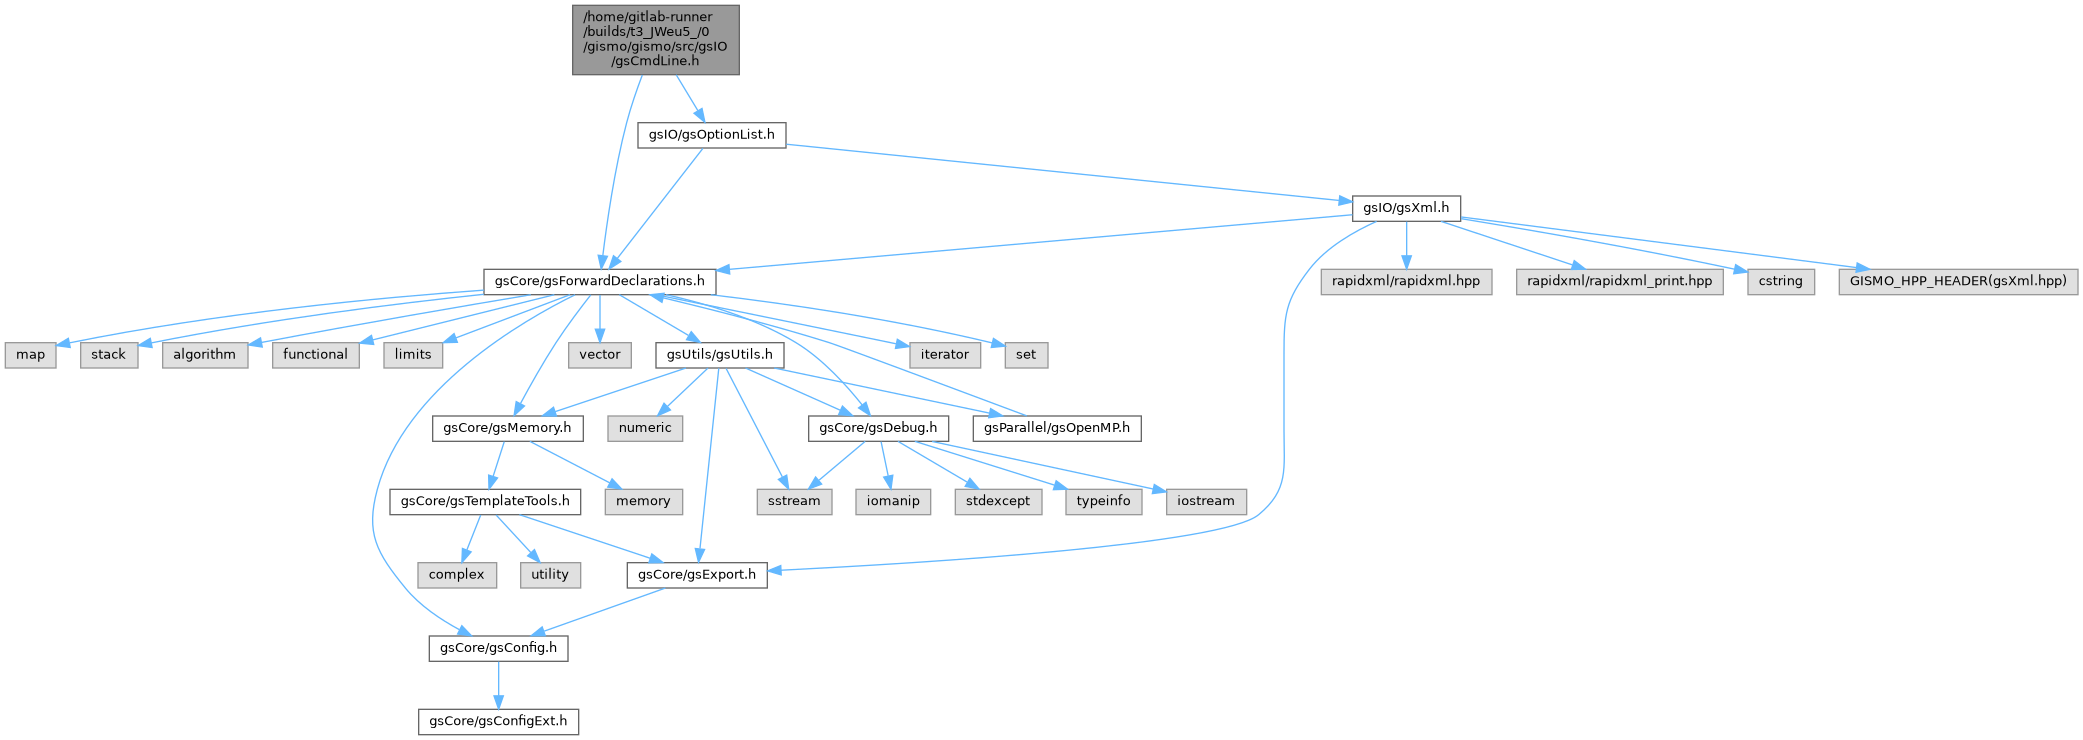 /home/gitlab-runner
/builds/t3_JWeu5_/0
/gismo/gismo/src/gsIO
/gsCmdLine.h
gsIO/gsOptionList.h
gsIO/gsXml.h
gsCore/gsForwardDeclarations.h
rapidxml/rapidxml.hpp
rapidxml/rapidxml_print.hpp
cstring
GISMO_HPP_HEADER(gsXml.hpp)
map
stack
algorithm
functional
limits
vector
gsUtils/gsUtils.h
iterator
set
gsCore/gsMemory.h
numeric
gsCore/gsDebug.h
gsParallel/gsOpenMP.h
gsCore/gsTemplateTools.h
memory
sstream
iomanip
stdexcept
typeinfo
iostream
complex
utility
gsCore/gsExport.h
gsCore/gsConfig.h
gsCore/gsConfigExt.h